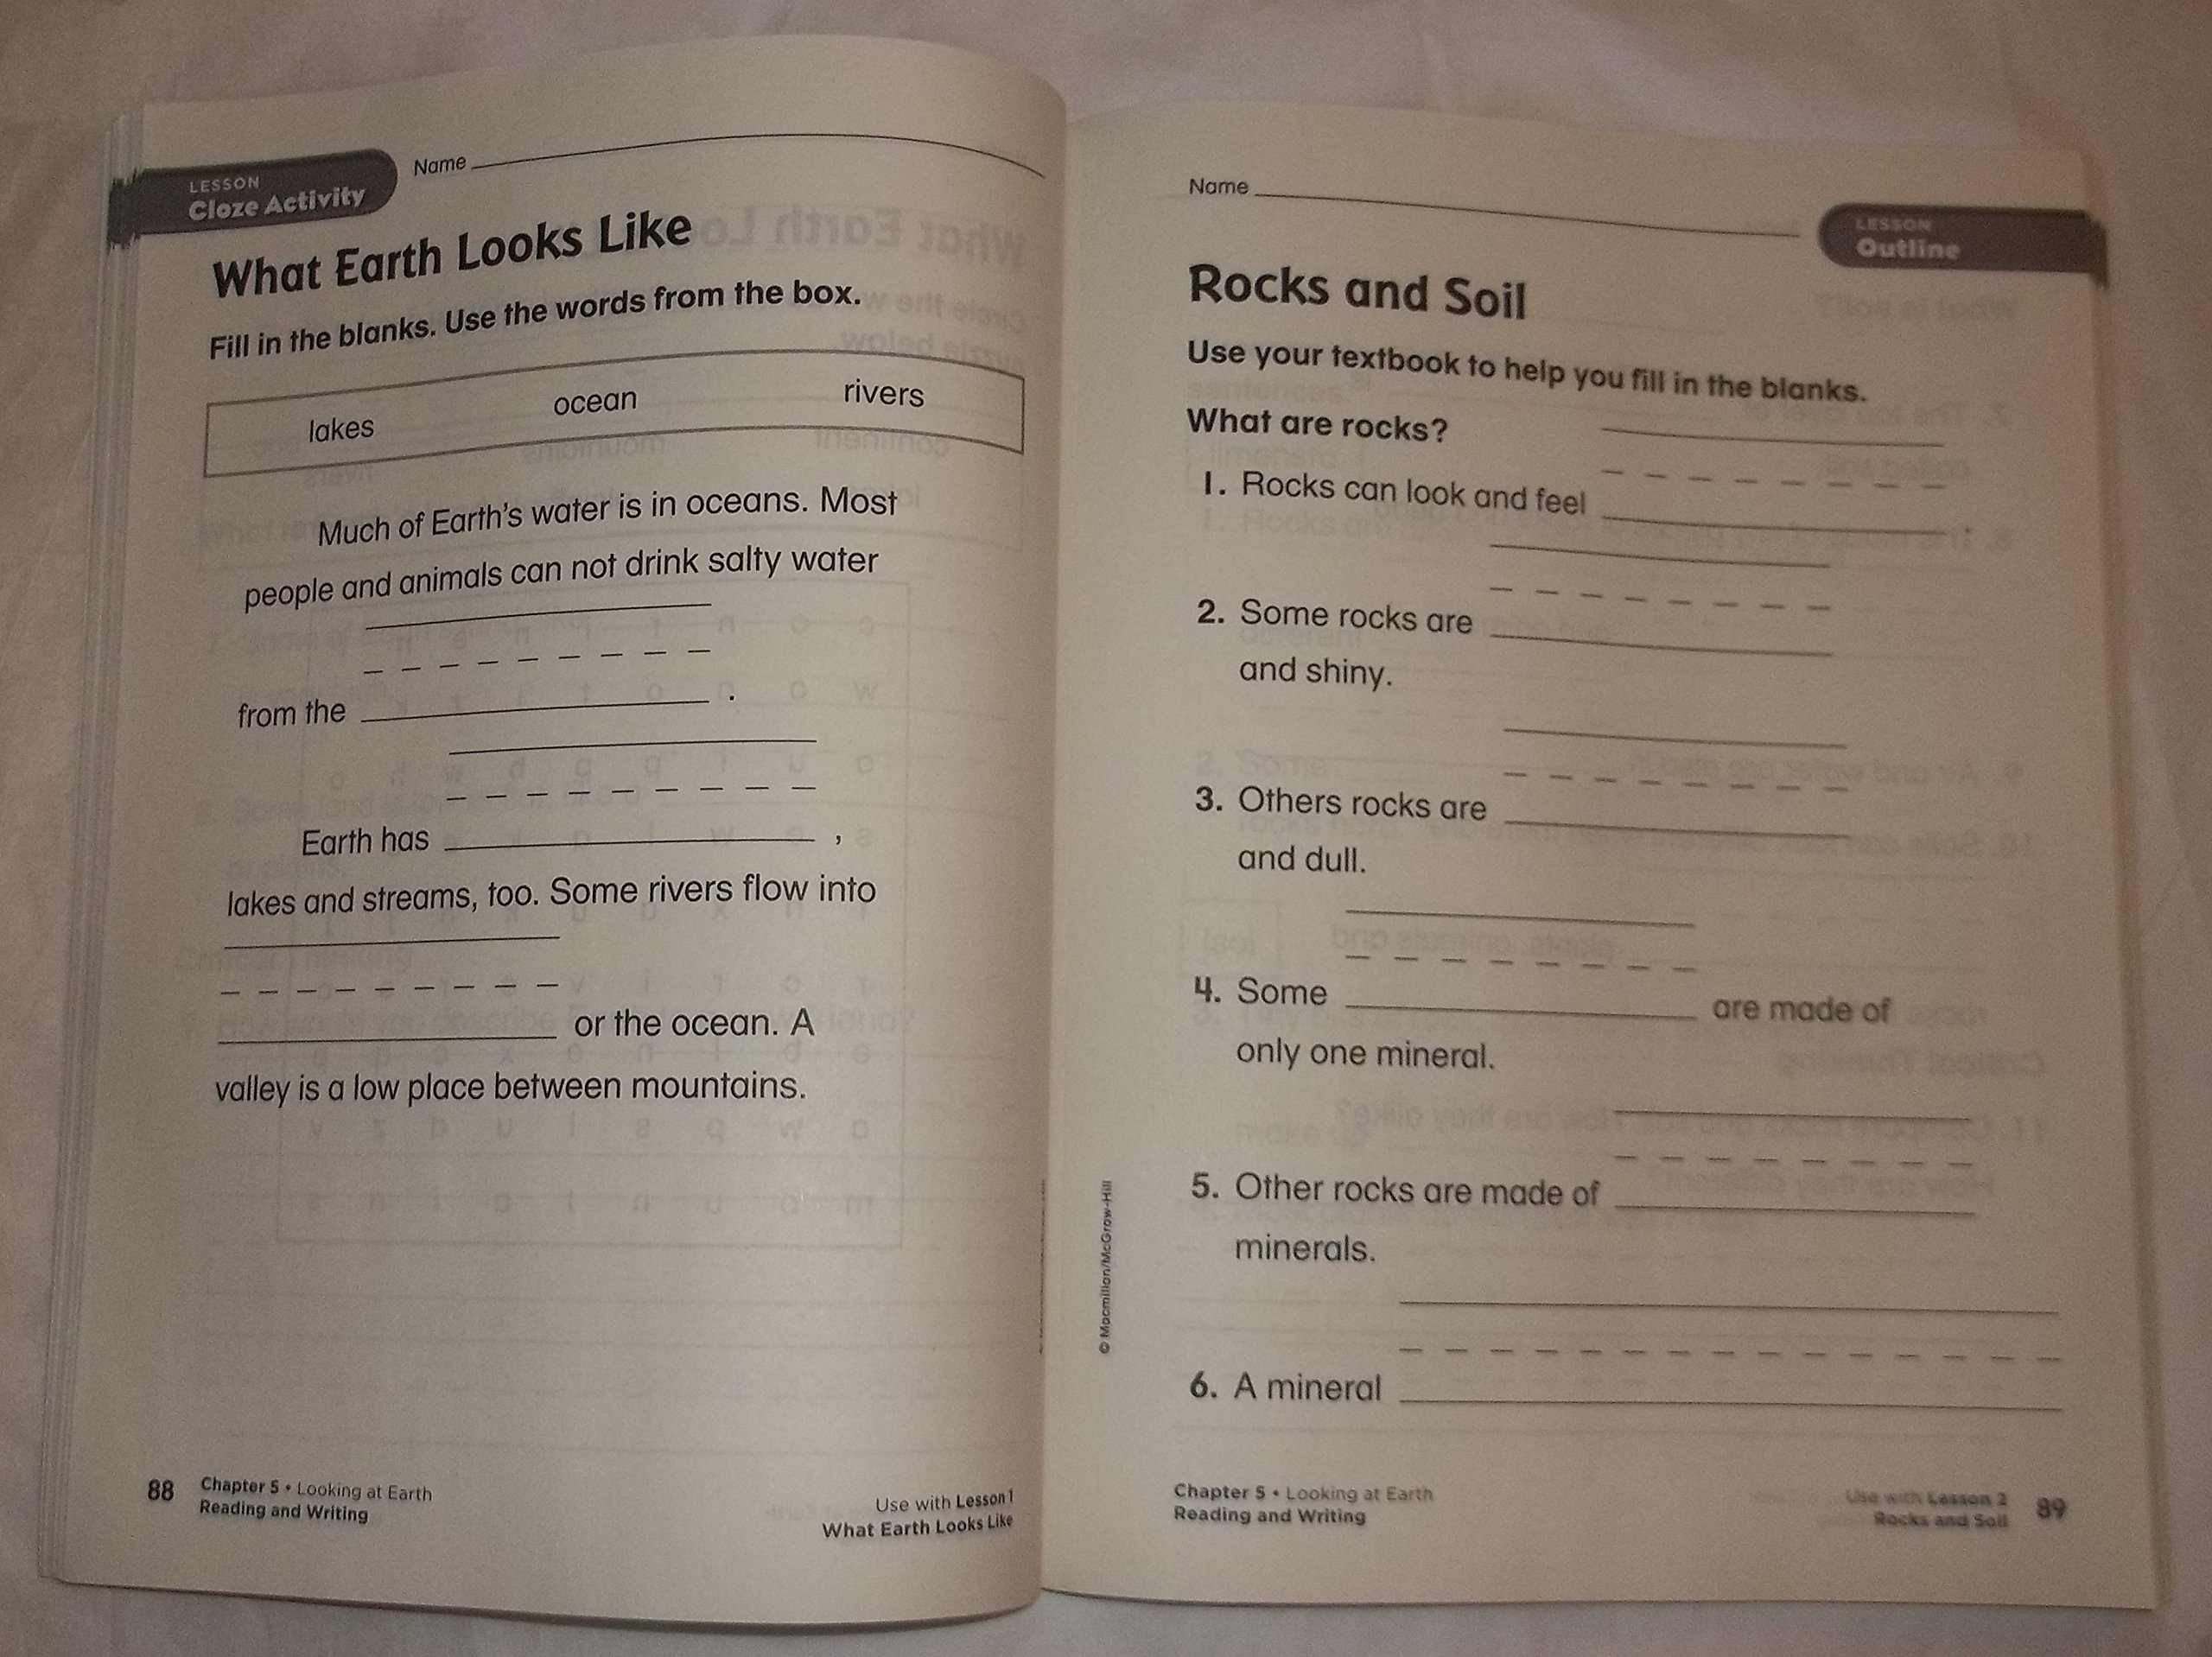 LESSON
Cloze Activity
Name
What Earth Looks Like
Fill in the blanks. Use the words from the box.
lakes ocean rivers
Much of Earth's water is in oceans. Most
people and animals can not drink salty water
from the .
Earth has ,
lakes and streams, too. Some rivers flow into
or the ocean. A
valley is a low place between mountains.
88 Chapter 5 • Looking at Earth
Reading and Writing
Use with Lesson 1
What Earth Looks Like
Name
LESSON
Outline
Rocks and Soil
Use your textbook to help you fill in the blanks.
What are rocks?
1. Rocks can look and feel .
2. Some rocks are
and shiny.
3. Others rocks are
and dull.
4. Some are made of
only one mineral.
5. Other rocks are made of
minerals.
6. A mineral
© Macmillan/McGraw-Hill
Chapter 5 • Looking at Earth
Reading and Writing
Use with Lesson 2
Rocks and Soil
89